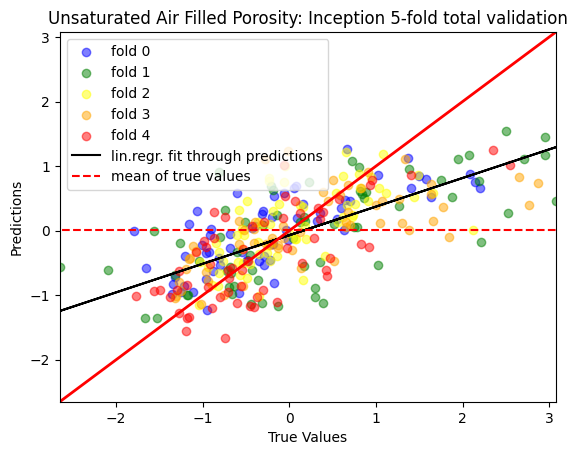 Unsaturated Air Filled Porosity: Inception 5-fold total validation
fold 0
fold 1
fold 2
fold 3
fold 4
lin.regr. fit through predictions
mean of true values
Predictions
3
2
1
0
−1
−2
−2
−1
0
1
2
3
True Values